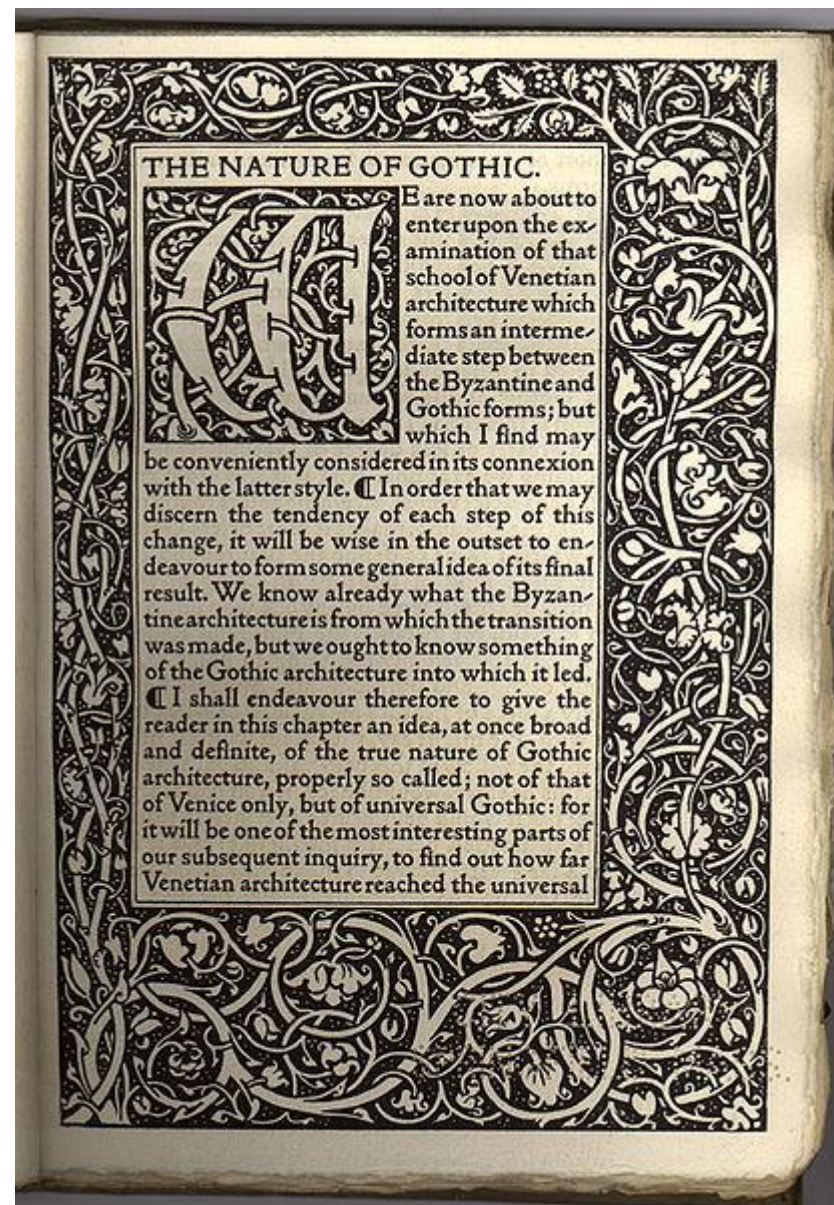 THE NATURE OF GOTHIC.
WE are now about to
enter upon the ex-
amination of that
school of Venetian
architecture which
forms an interme-
diate step between
the Byzantine and
Gothic forms; but
which I find may
be conveniently considered in its connexion
with the latter style. ⁋ In order that we may
discern the tendency of each step of this
change, it will be wise in the outset to en-
deavour to form some general idea of its final
result. We know already what the Byzan-
tine architecture is from which the transition
was made, but we ought to know something
of the Gothic architecture into which it led.
⁋ I shall endeavour therefore to give the
reader in this chapter an idea, at once broad
and definite, of the true nature of Gothic
architecture, properly so called; not of that
of Venice only, but of universal Gothic: for
it will be one of the most interesting parts of
our subsequent inquiry, to find out how far
Venetian architecture reached the universal